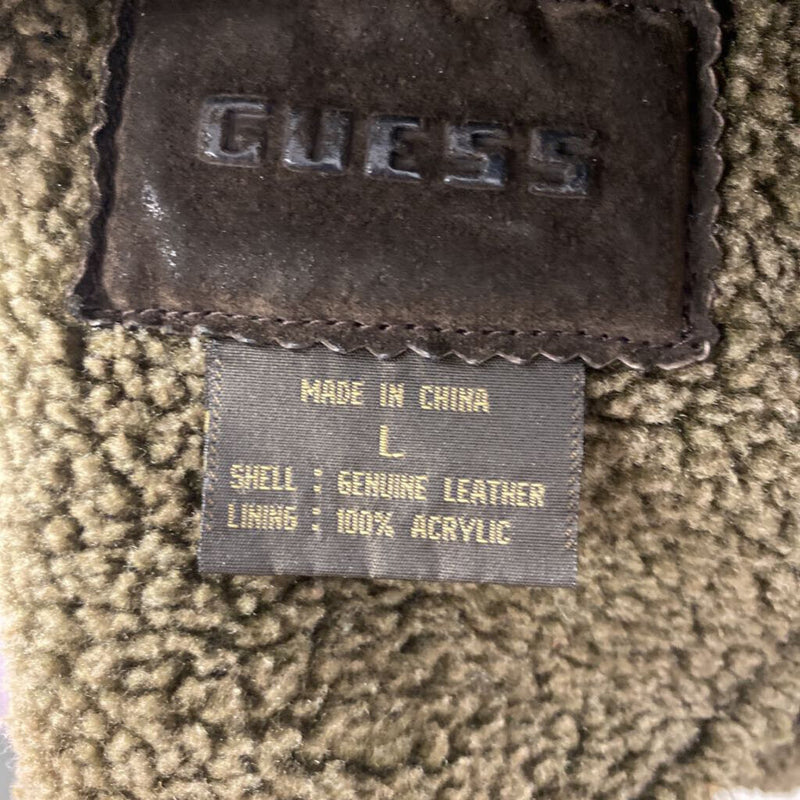 GUESS
MADE IN CHINA
L
SHELL : GENUINE LEATHER
LINING : 100% ACRYLIC